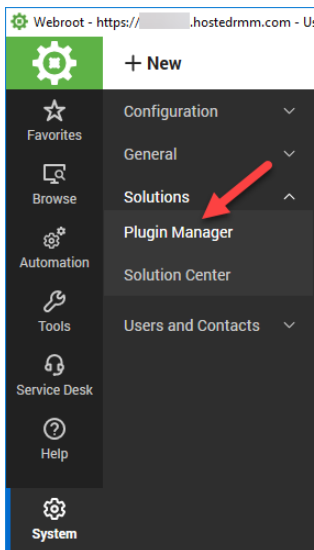 Webroot - https:// .hostedrmm.com - Us
+ New
Favorites
Browse
Automation
Tools
Service Desk
Help
System
Configuration
General
Solutions
Plugin Manager
Solution Center
Users and Contacts